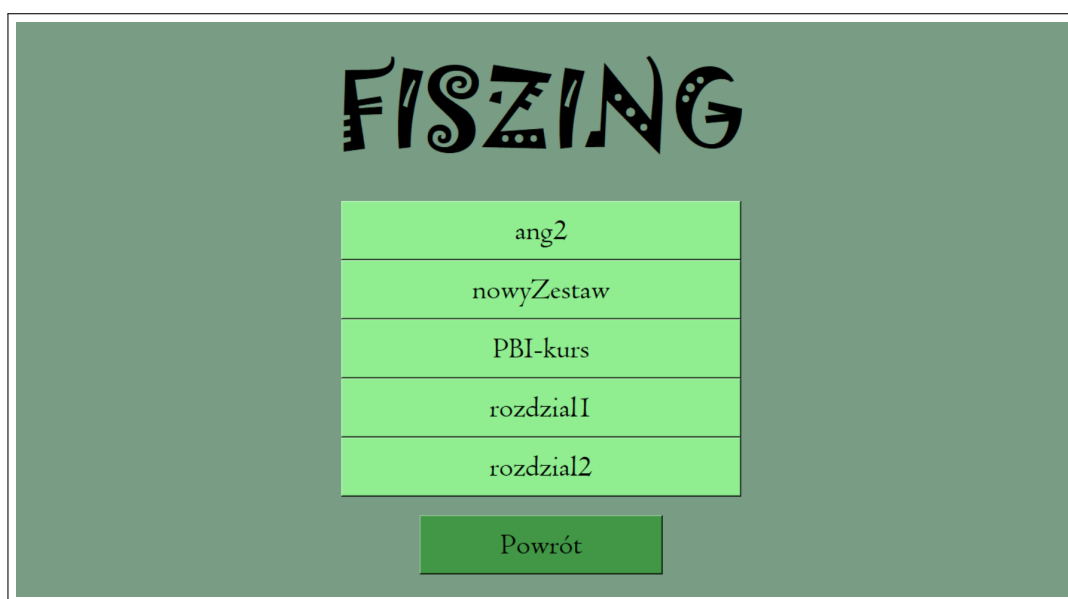 FISZING
ang2
nowyZestaw
PBI-kurs
rozdzial1
rozdzial2
Powrót